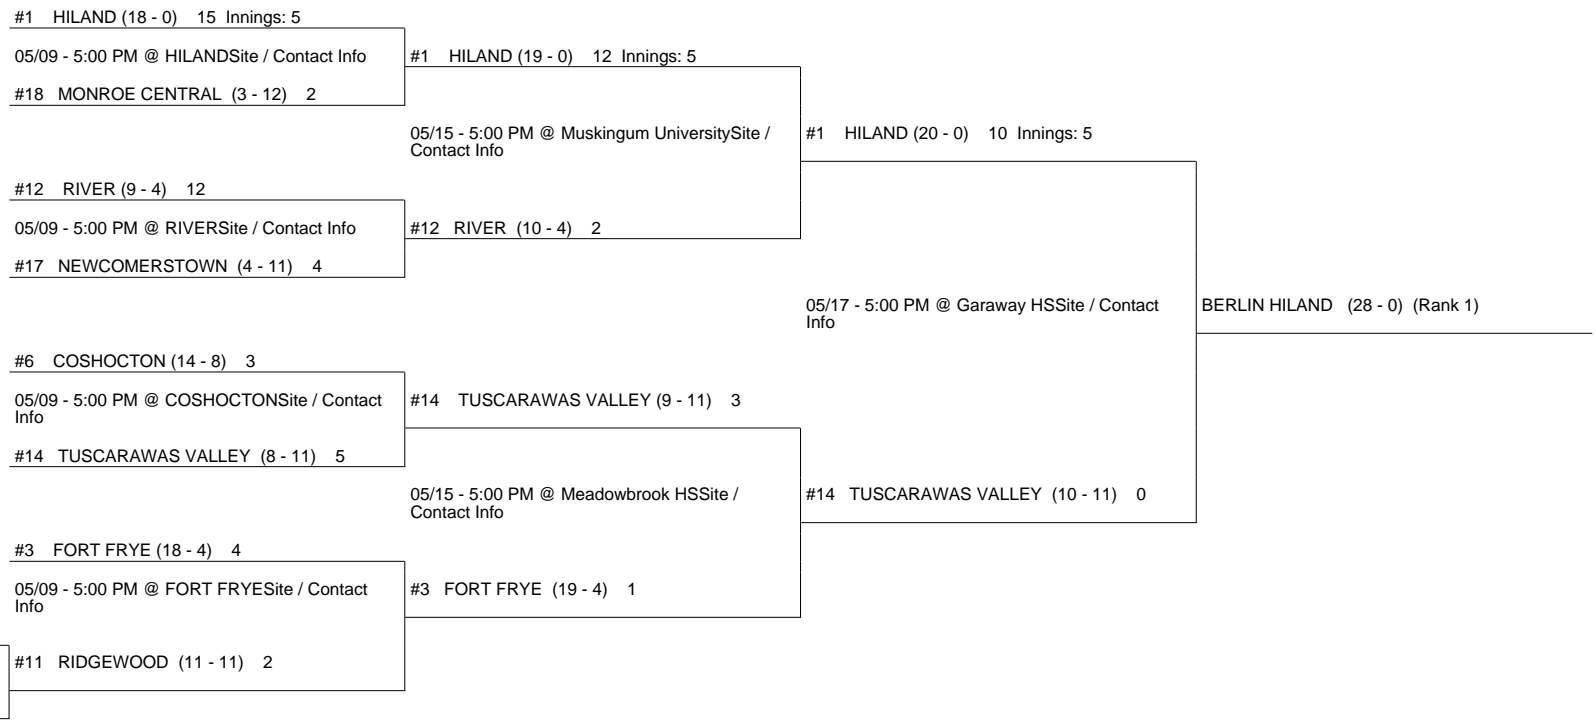 #1 HILAND (18 - 0) 15 Innings: 5
05/09 - 5:00 PM @ HILANDSite / Contact Info
#18 MONROE CENTRAL (3 - 12) 2
#12 RIVER (9 - 4) 12
05/09 - 5:00 PM @ RIVERSite / Contact Info
#17 NEWCOMERSTOWN (4 - 11) 4
#6 COSHOCTON (14 - 8) 3
05/09 - 5:00 PM @ COSHOCTONSite / Contact
Info
#14 TUSCARAWAS VALLEY (8 - 11) 5
#3 FORT FRYE (18 - 4) 4
05/09 - 5:00 PM @ FORT FRYESite / Contact
Info
#11 RIDGEWOOD (11 - 11) 2
#1 HILAND (19 - 0) 12 Innings: 5
05/15 - 5:00 PM @ Muskingum UniversitySite /
Contact Info
#12 RIVER (10 - 4) 2
#14 TUSCARAWAS VALLEY (9 - 11) 3
05/15 - 5:00 PM @ Meadowbrook HSSite /
Contact Info
#3 FORT FRYE (19 - 4) 1
#1 HILAND (20 - 0) 10 Innings: 5
05/17 - 5:00 PM @ Garaway HSSite / Contact
Info
#14 TUSCARAWAS VALLEY (10 - 11) 0
BERLIN HILAND (28 - 0) (Rank 1)